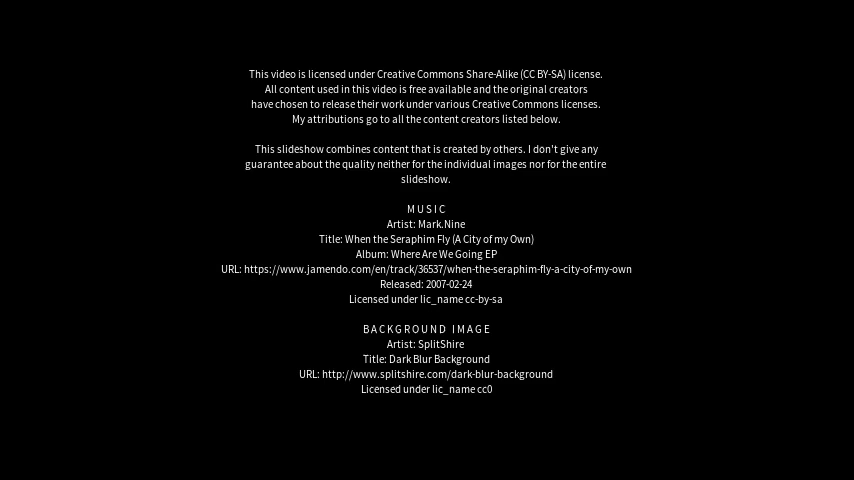 This video is licensed under Creative Commons Share-Alike (CC BY-SA) license.
All content used in this video is free available and the original creators
have chosen to release their work under various Creative Commons licenses.
My attributions go to all the content creators listed below.
This slideshow combines content that is created by others. I don't give any
guarantee about the quality neither for the individual images nor for the entire
slideshow.
MUSIC
Artist: Mark.Nine
Title: When the Seraphim Fly (A City of my Own)
Album: Where Are We Going EP
URL: https://www.jamendo.com/en/track/36537/when-the-seraphim-fly-a-city-of-my-own
Released: 2007-02-24
Licensed under lic_name cc-by-sa
BACKGROUND IMAGE
Artist: SplitShire
Title: Dark Blur Background
URL: http://www.splitshire.com/dark-blur-background
Licensed under lic_name cc0